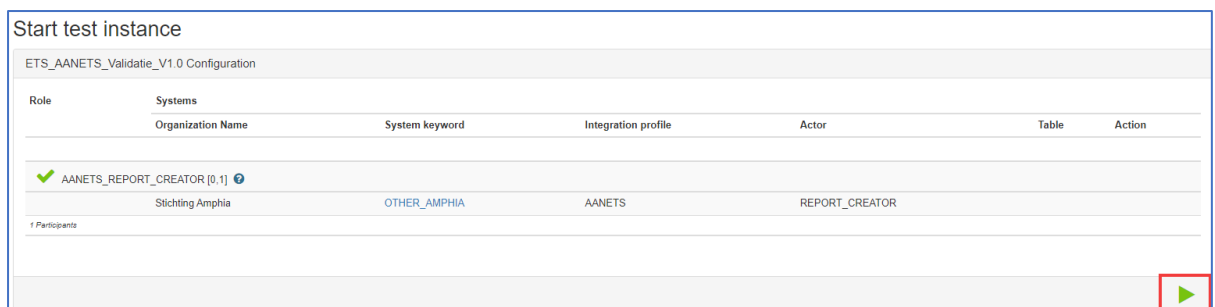 Start test instance
ETS_AANETS_Validatie_V1.0 Configuration
Role Systems
Organization Name System keyword Integration profile Actor Table Action
AANETS_REPORT_CREATOR [0,1] ?
Stichting Amphia OTHER_AMPHIA AANETS REPORT_CREATOR
1 Participants